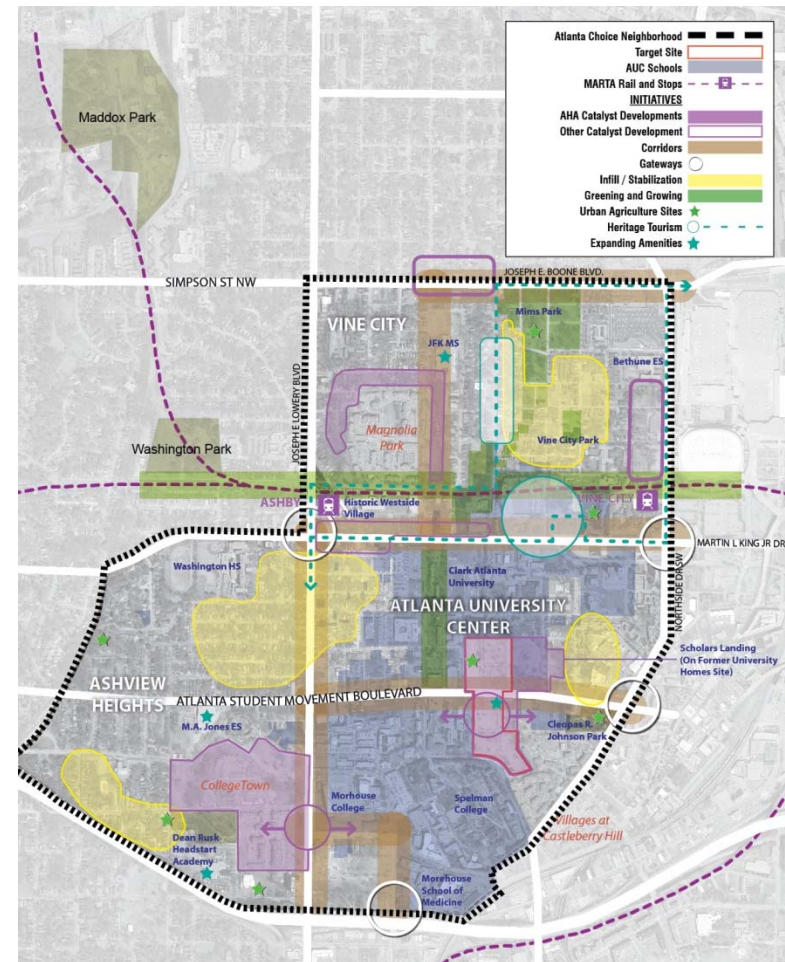 Atlanta Choice Neighborhood
Target Site
AUC Schools
MARTA Rail and Stops
INITIATIVES
AHA Catalyst Developments
Other Catalyst Development
Corridors
Gateways
Infill / Stabilization
Greening and Growing
Urban Agriculture Sites
Heritage Tourism
Expanding Amenities
Maddox Park
SIMPSON ST NW
JOSEPH E. BOONE BLVD.
VINE CITY
Mims Park
JFK MS
Bethune ES
JOSEPH E LOWERY BLVD
Magnolia
Park
Vine City Park
Washington Park
ASHBY
Historic Westside
Village
VINE CITY
MARTIN L KING JR DR
Washington HS
Clark Atlanta
University
ATLANTA UNIVERSITY
CENTER
NORTHSIDE DR SW
Scholars Landing
(On Former University
Homes Site)
ASHVIEW
HEIGHTS
ATLANTA STUDENT MOVEMENT BOULEVARD
M.A. Jones ES
Cleopas R.
Johnson Park
CollegeTown
Morhouse
College
Spelman
College
Villages at
Castleberry Hill
Dean Rusk
Headstart
Academy
Morehouse
School of
Medicine